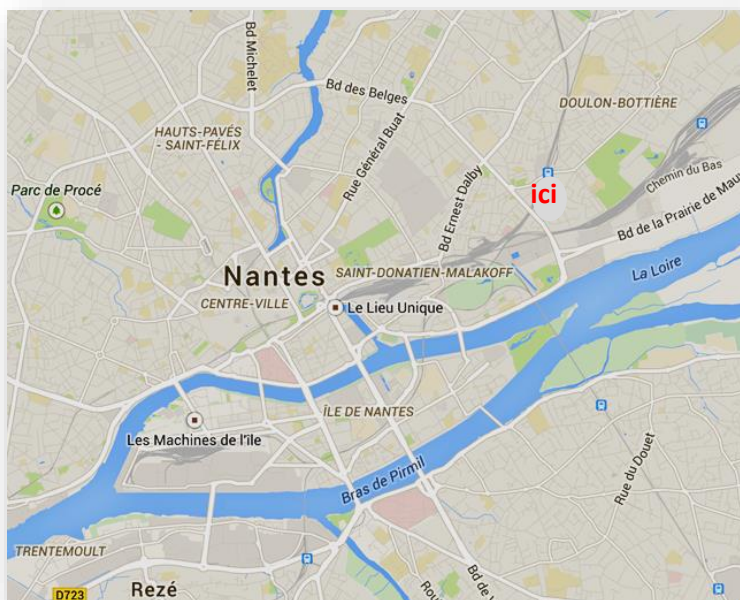 Bd Michelet
Bd des Belges
DOULON-BOTTIÈRE
HAUTS-PAVÉS
- SAINT-FÉLIX
Rue Général Buat
Bd Ernest Dalby
Chemin du Bas
Parc de Procé
ici
Bd de la Prairie de Mau
La Loire
Nantes
SAINT-DONATIEN-MALAKOFF
CENTRE-VILLE
Le Lieu Unique
ÎLE DE NANTES
Les Machines de l'île
Bras de Pirmil
Rue du Douet
TRENTEMOULT
Rezé
D723
Bd de